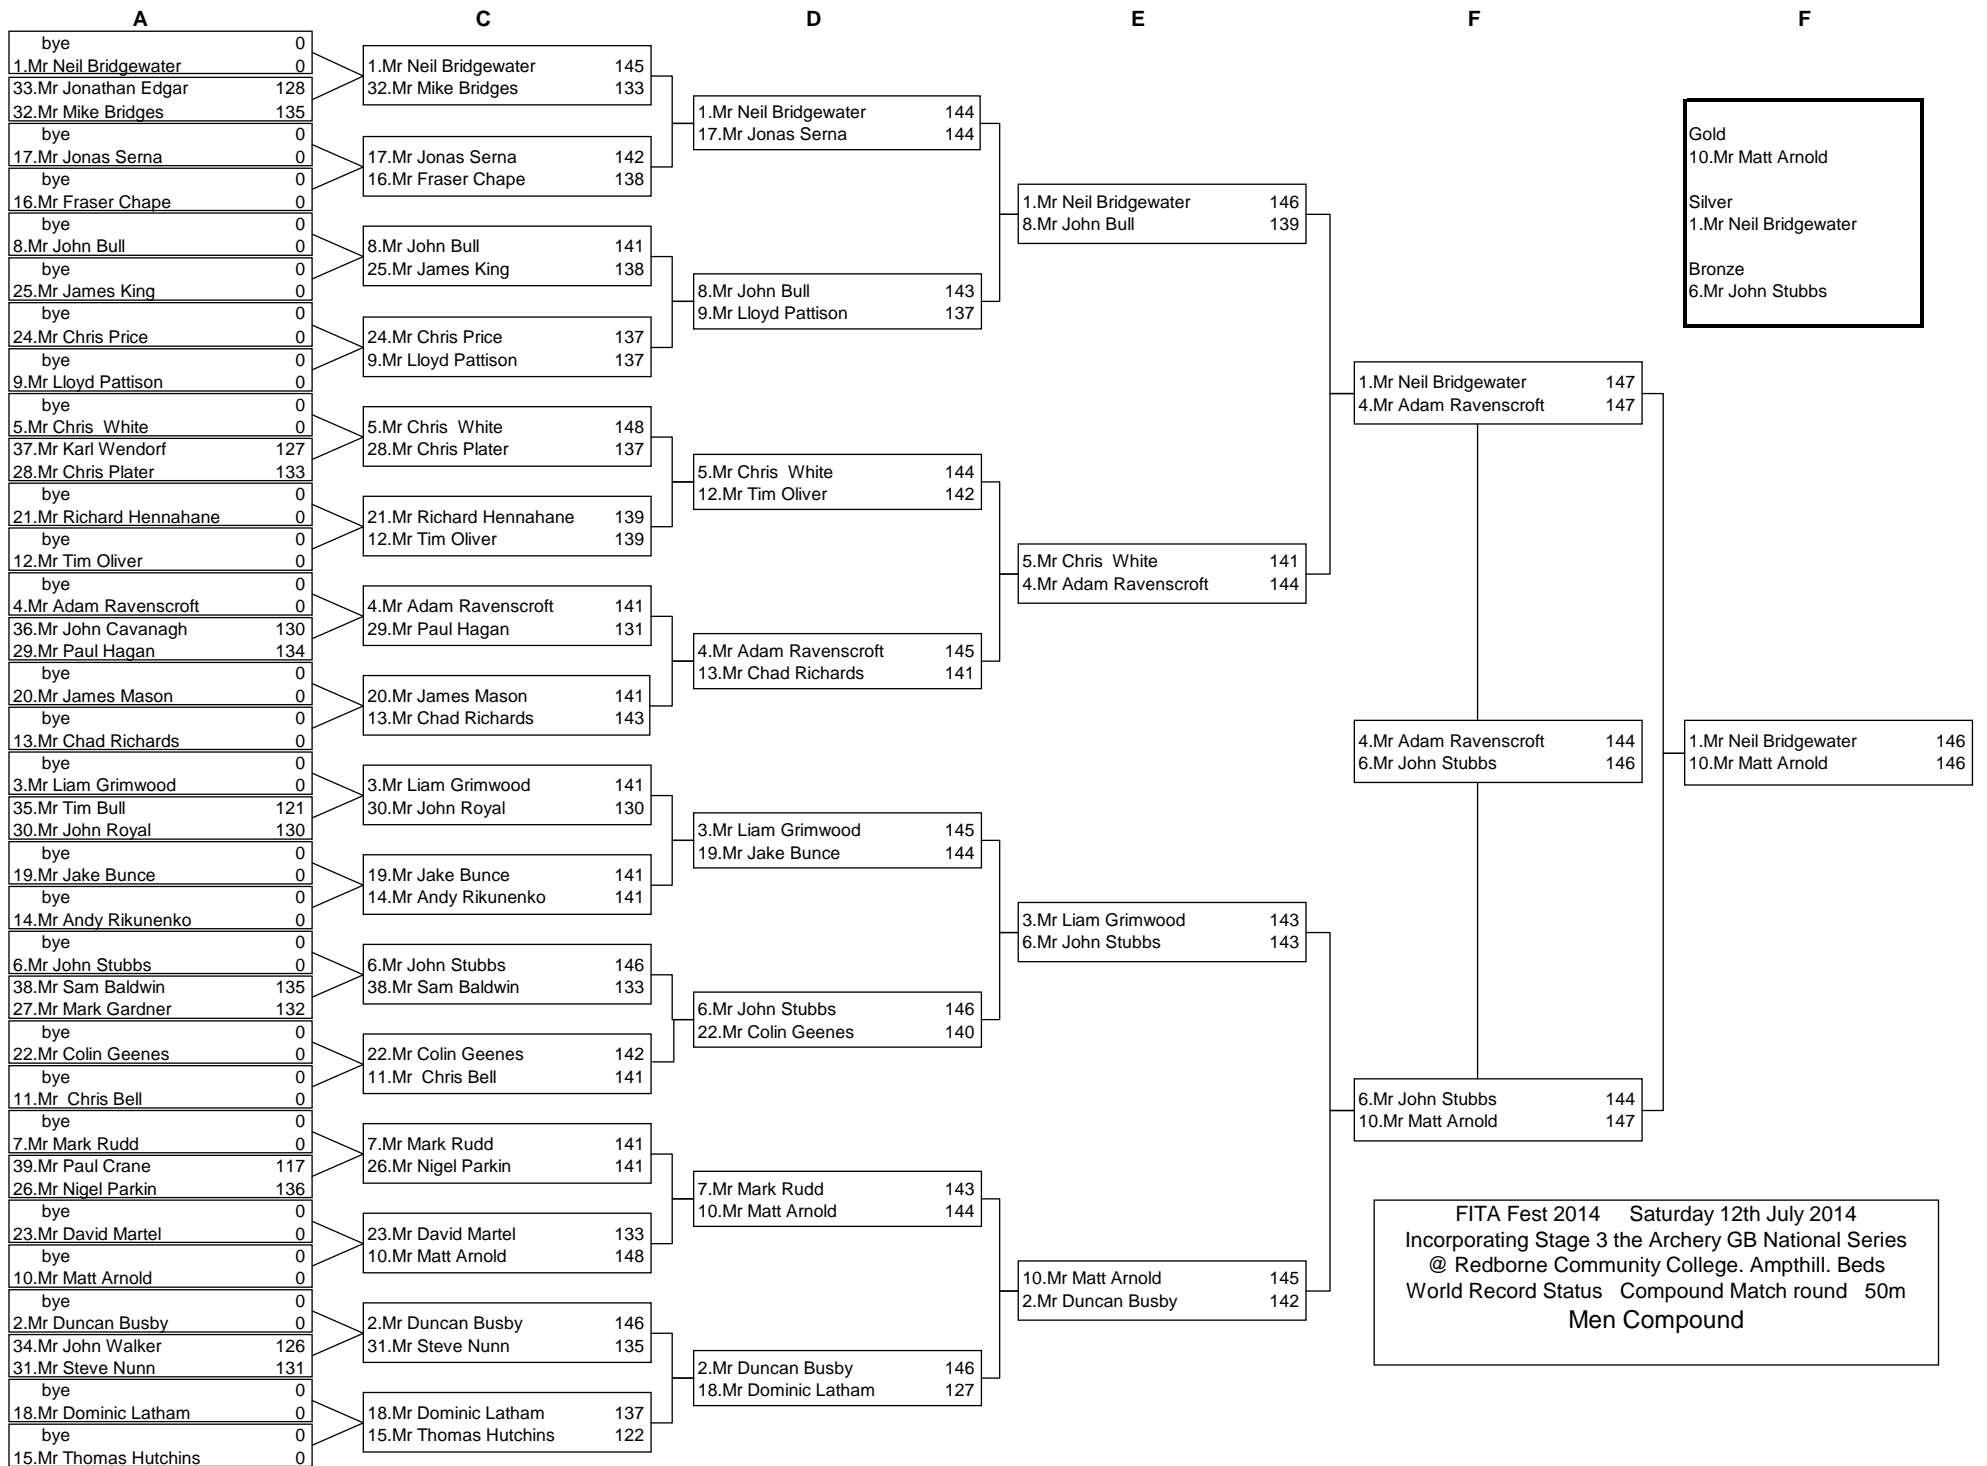 A C D E F F
bye 0
1.Mr Neil Bridgewater 0
33.Mr Jonathan Edgar 128
32.Mr Mike Bridges 135
bye 0
17.Mr Jonas Serna 0
bye 0
16.Mr Fraser Chape 0
bye 0
8.Mr John Bull 0
bye 0
25.Mr James King 0
bye 0
24.Mr Chris Price 0
bye 0
9.Mr Lloyd Pattison 0
bye 0
5.Mr Chris  White 0
37.Mr Karl Wendorf 127
28.Mr Chris Plater 133
bye 0
21.Mr Richard Hennahane 0
bye 0
12.Mr Tim Oliver 0
bye 0
4.Mr Adam Ravenscroft 0
36.Mr John Cavanagh 130
29.Mr Paul Hagan 134
bye 0
20.Mr James Mason 0
bye 0
13.Mr Chad Richards 0
bye 0
3.Mr Liam Grimwood 0
35.Mr Tim Bull 121
30.Mr John Royal 130
bye 0
19.Mr Jake Bunce 0
bye 0
14.Mr Andy Rikunenko 0
bye 0
6.Mr John Stubbs 0
38.Mr Sam Baldwin 135
27.Mr Mark Gardner 132
bye 0
22.Mr Colin Geenes 0
bye 0
11.Mr  Chris Bell 0
bye 0
7.Mr Mark Rudd 0
39.Mr Paul Crane 117
26.Mr Nigel Parkin 136
bye 0
23.Mr David Martel 0
bye 0
10.Mr Matt Arnold 0
bye 0
2.Mr Duncan Busby 0
34.Mr John Walker 126
31.Mr Steve Nunn 131
bye 0
18.Mr Dominic Latham 0
bye 0
15.Mr Thomas Hutchins 0
1.Mr Neil Bridgewater 145
32.Mr Mike Bridges 133
17.Mr Jonas Serna 142
16.Mr Fraser Chape 138
8.Mr John Bull 141
25.Mr James King 138
24.Mr Chris Price 137
9.Mr Lloyd Pattison 137
5.Mr Chris  White 148
28.Mr Chris Plater 137
21.Mr Richard Hennahane 139
12.Mr Tim Oliver 139
4.Mr Adam Ravenscroft 141
29.Mr Paul Hagan 131
20.Mr James Mason 141
13.Mr Chad Richards 143
3.Mr Liam Grimwood 141
30.Mr John Royal 130
19.Mr Jake Bunce 141
14.Mr Andy Rikunenko 141
6.Mr John Stubbs 146
38.Mr Sam Baldwin 133
22.Mr Colin Geenes 142
11.Mr  Chris Bell 141
7.Mr Mark Rudd 141
26.Mr Nigel Parkin 141
23.Mr David Martel 133
10.Mr Matt Arnold 148
2.Mr Duncan Busby 146
31.Mr Steve Nunn 135
18.Mr Dominic Latham 137
15.Mr Thomas Hutchins 122
1.Mr Neil Bridgewater 144
17.Mr Jonas Serna 144
8.Mr John Bull 143
9.Mr Lloyd Pattison 137
5.Mr Chris  White 144
12.Mr Tim Oliver 142
4.Mr Adam Ravenscroft 145
13.Mr Chad Richards 141
3.Mr Liam Grimwood 145
19.Mr Jake Bunce 144
6.Mr John Stubbs 146
22.Mr Colin Geenes 140
7.Mr Mark Rudd 143
10.Mr Matt Arnold 144
2.Mr Duncan Busby 146
18.Mr Dominic Latham 127
1.Mr Neil Bridgewater 146
8.Mr John Bull 139
5.Mr Chris  White 141
4.Mr Adam Ravenscroft 144
3.Mr Liam Grimwood 143
6.Mr John Stubbs 143
10.Mr Matt Arnold 145
2.Mr Duncan Busby 142
1.Mr Neil Bridgewater 147
4.Mr Adam Ravenscroft 147
4.Mr Adam Ravenscroft 144
6.Mr John Stubbs 146
6.Mr John Stubbs 144
10.Mr Matt Arnold 147
Gold
10.Mr Matt Arnold
Silver
1.Mr Neil Bridgewater
Bronze
6.Mr John Stubbs
1.Mr Neil Bridgewater 146
10.Mr Matt Arnold 146
FITA Fest 2014 Saturday 12th July 2014
Incorporating Stage 3 the Archery GB National Series
@ Redborne Community College. Ampthill. Beds
World Record Status Compound Match round 50m
Men Compound